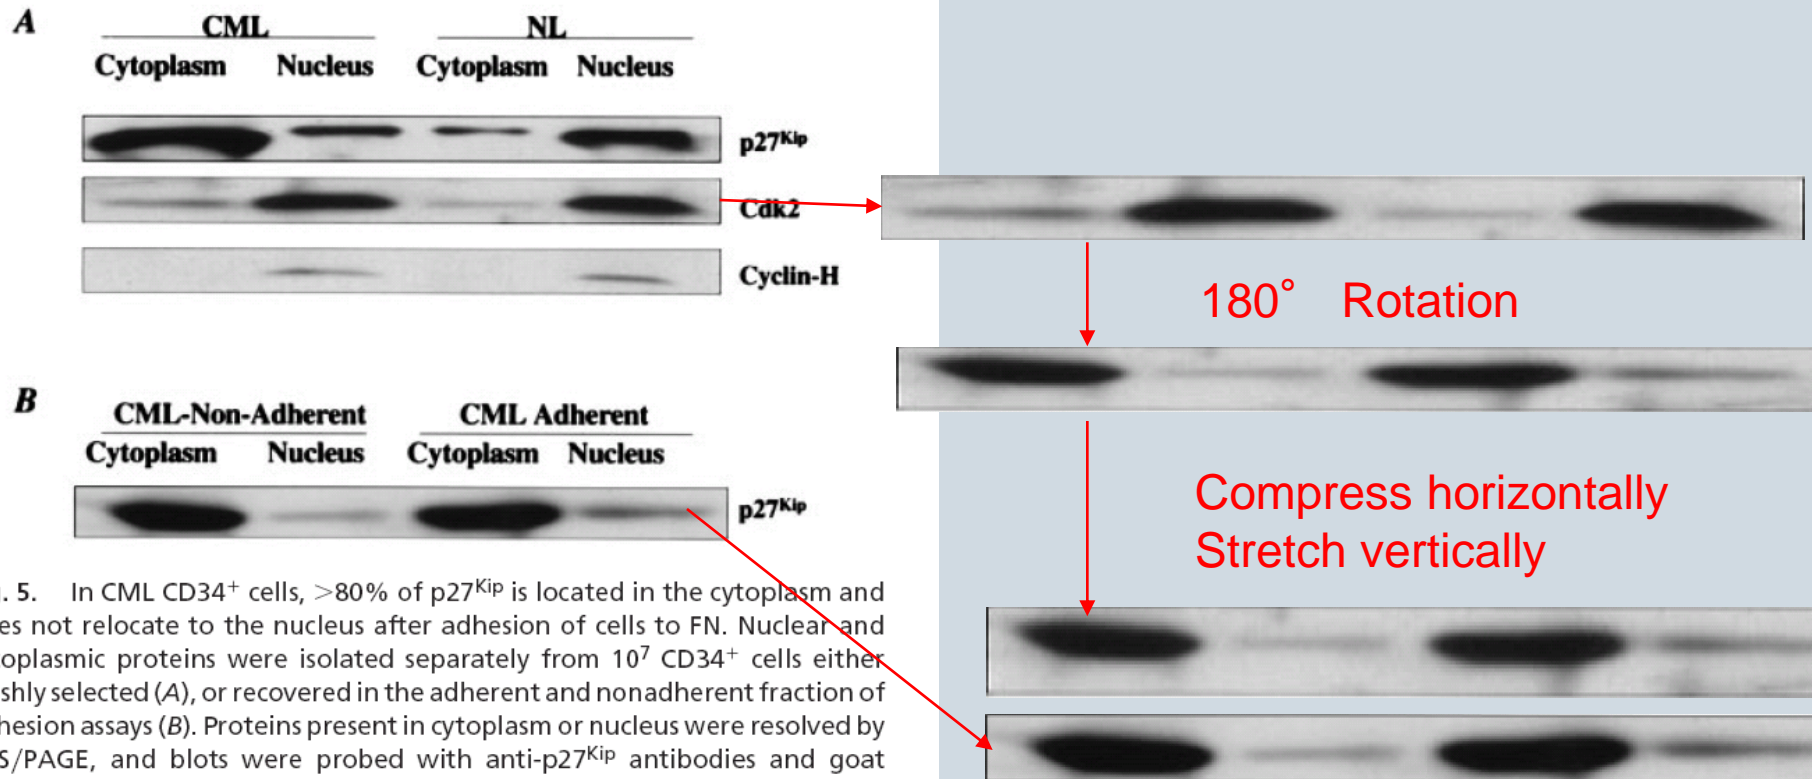 A
CML NL
Cytoplasm Nucleus Cytoplasm Nucleus
p27Kip
Cdk2
Cyclin-H
180° Rotation
B
CML-Non-Adherent CML Adherent
Cytoplasm Nucleus Cytoplasm Nucleus
p27Kip
Compress horizontally
Stretch vertically
. 5. In CML CD34+ cells, >80% of p27Kip is located in the cytoplasm and
es not relocate to the nucleus after adhesion of cells to FN. Nuclear and
toplasmic proteins were isolated separately from 10⁷ CD34+ cells either
shly selected (A), or recovered in the adherent and nonadherent fraction of
hesion assays (B). Proteins present in cytoplasm or nucleus were resolved by
S/PAGE, and blots were probed with anti-p27Kip antibodies and goat